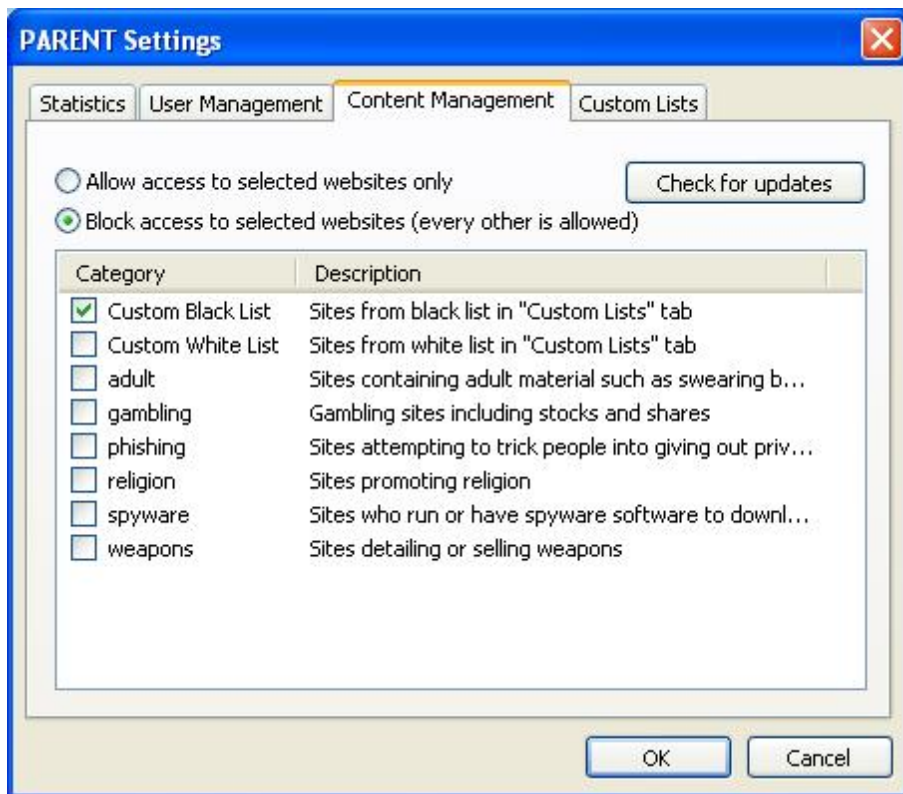 PARENT Settings
Statistics User Management Content Management Custom Lists
Allow access to selected websites only Check for updates
Block access to selected websites (every other is allowed)
Category Description
Custom Black List Sites from black list in "Custom Lists" tab
Custom White List Sites from white list in "Custom Lists" tab
adult Sites containing adult material such as swearing b...
gambling Gambling sites including stocks and shares
phishing Sites attempting to trick people into giving out priv...
religion Sites promoting religion
spyware Sites who run or have spyware software to downl...
weapons Sites detailing or selling weapons
OK Cancel